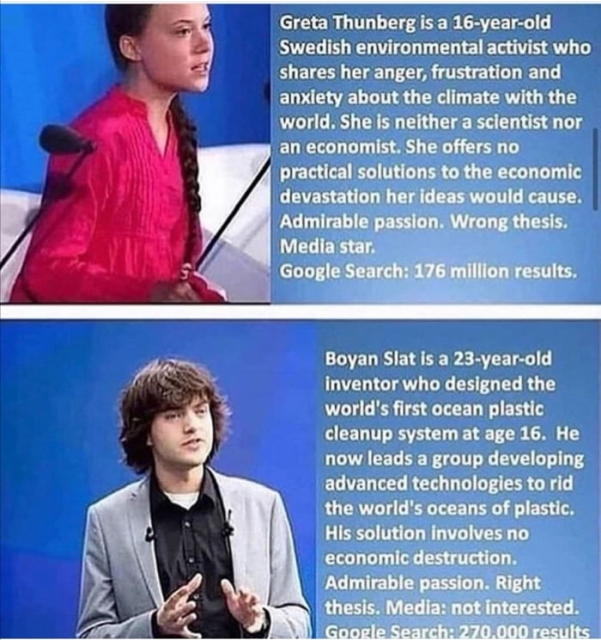 Greta Thunberg is a 16-year-old
Swedish environmental activist who
shares her anger, frustration and
anxiety about the climate with the
world. She is neither a scientist nor
an economist. She offers no
practical solutions to the economic
devastation her ideas would cause.
Admirable passion. Wrong thesis.
Media star.
Google Search: 176 million results.
Boyan Slat is a 23-year-old
inventor who designed the
world's first ocean plastic
cleanup system at age 16. He
now leads a group developing
advanced technologies to rid
the world's oceans of plastic.
His solution involves no
economic destruction.
Admirable passion. Right
thesis. Media: not interested.
Google Search: 270,000 results